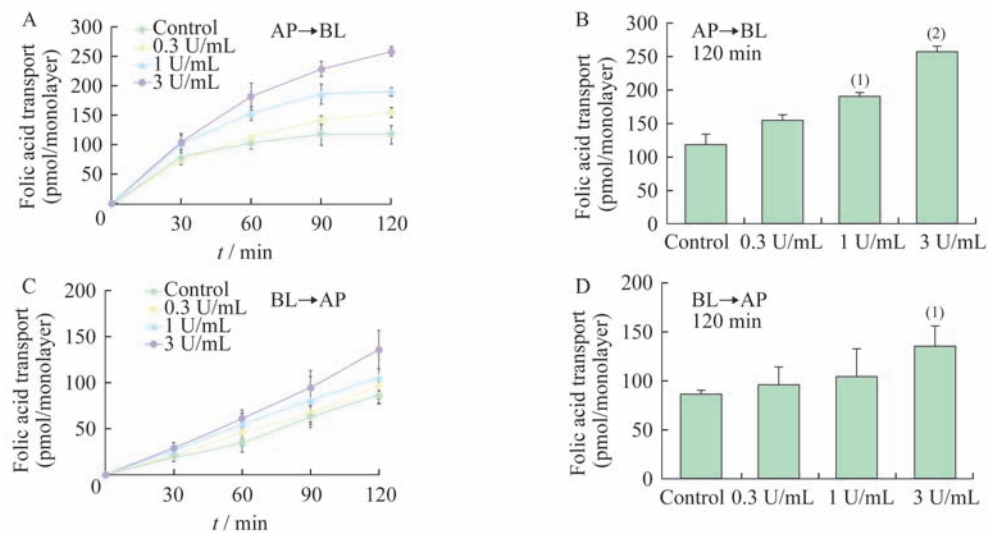 A
Folic acid transport
(pmol/monolayer)
300
250
200
150
100
50
0
Control
0.3 U/mL
1 U/mL
3 U/mL
AP→BL
30
60
90
120
t / min
B
Folic acid transport
(pmol/monolayer)
300
250
200
150
100
50
0
AP→BL
120 min
(1)
(2)
Control
0.3 U/mL
1 U/mL
3 U/mL
C
Folic acid transport
(pmol/monolayer)
200
150
100
50
0
Control
0.3 U/mL
1 U/mL
3 U/mL
BL→AP
30
60
90
120
t / min
D
Folic acid transport
(pmol/monolayer)
200
150
100
50
0
BL→AP
120 min
(1)
Control
0.3 U/mL
1 U/mL
3 U/mL